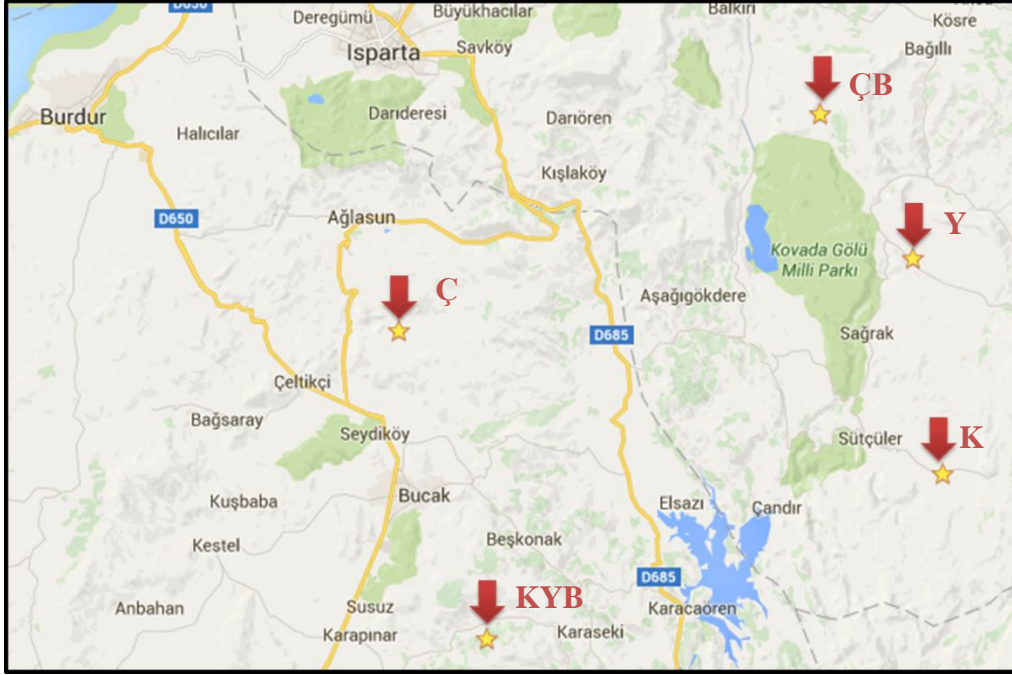 D650
Deregümü
Büyükhacılar
Balkırı
Kösre
Isparta
Savköy
Bağıllı
ÇB
Burdur
Halıcılar
Darıderesi
Darıören
Kışlaköy
D650
Ağlasun
Y
Kovada Gölü
Milli Parkı
Ç
Aşağıgökdere
D685
Sağrak
Çeltikçi
Bağsaray
Seydiköy
Sütçüler
K
Kuşbaba
Bucak
Elsazı
Çandır
Kestel
Beşkonak
D685
Anbahan
Susuz
KYB
Karacaören
Karapınar
Karaseki